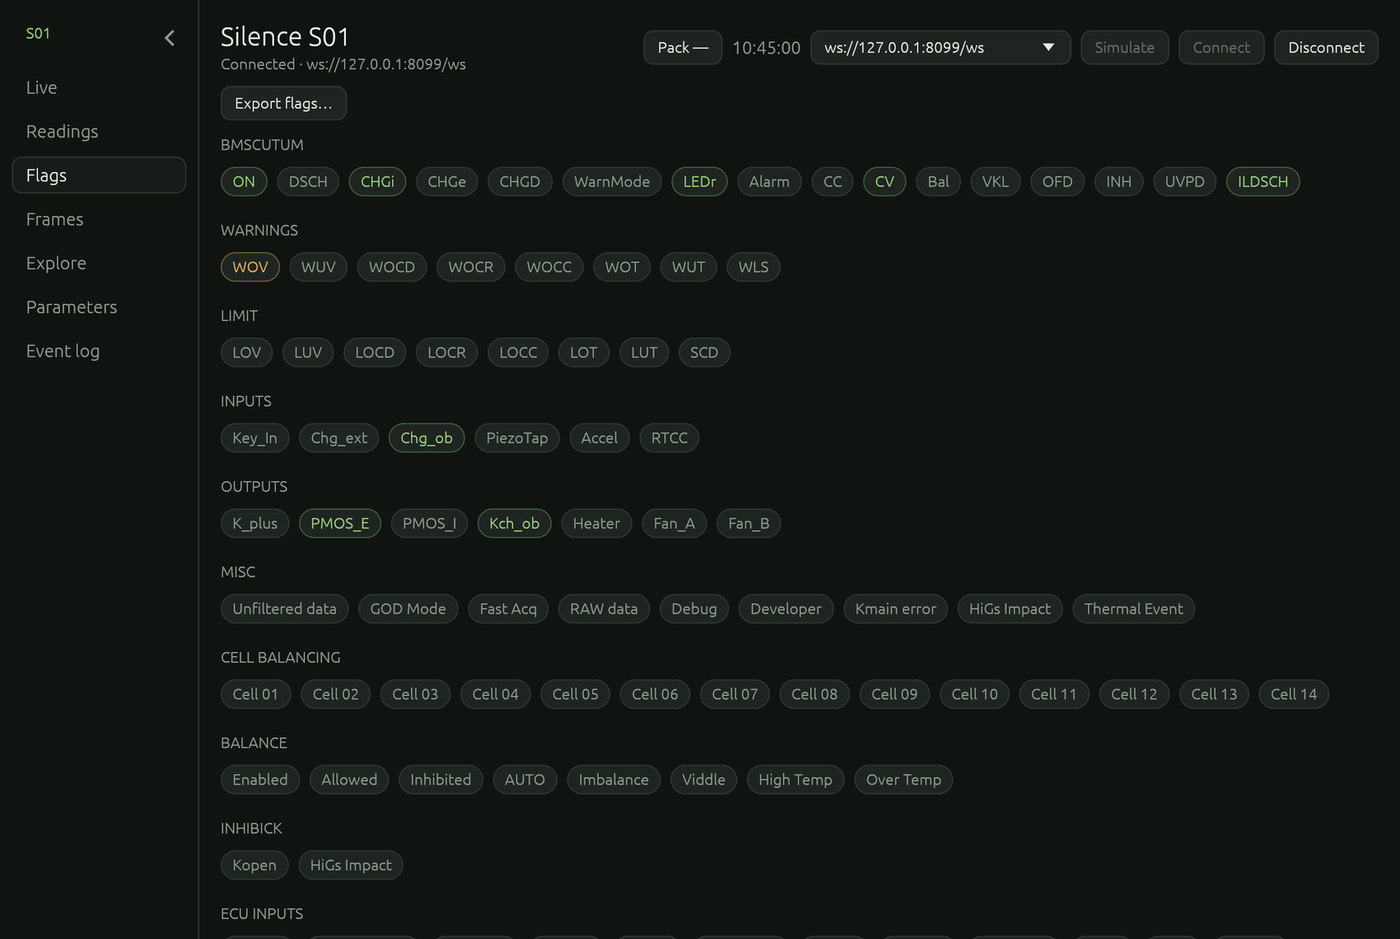 S01
Live
Readings
Flags
Frames
Explore
Parameters
Event log
Silence S01
Connected · ws://127.0.0.1:8099/ws
Pack — 10:45:00 ws://127.0.0.1:8099/ws Simulate Connect Disconnect
Export flags…
BMSCUTUM
ON DSCH CHGi CHGe CHGD WarnMode LEDr Alarm CC CV Bal VKL OFD INH UVPD ILDSCH
WARNINGS
WOV WUV WOCD WOCR WOCC WOT WUT WLS
LIMIT
LOV LUV LOCD LOCR LOCC LOT LUT SCD
INPUTS
Key_In Chg_ext Chg_ob PiezoTap Accel RTCC
OUTPUTS
K_plus PMOS_E PMOS_I Kch_ob Heater Fan_A Fan_B
MISC
Unfiltered data GOD Mode Fast Acq RAW data Debug Developer Kmain error HiGs Impact Thermal Event
CELL BALANCING
Cell 01 Cell 02 Cell 03 Cell 04 Cell 05 Cell 06 Cell 07 Cell 08 Cell 09 Cell 10 Cell 11 Cell 12 Cell 13 Cell 14
BALANCE
Enabled Allowed Inhibited AUTO Imbalance Viddle High Temp Over Temp
INHIBICK
Kopen HiGs Impact
ECU INPUTS